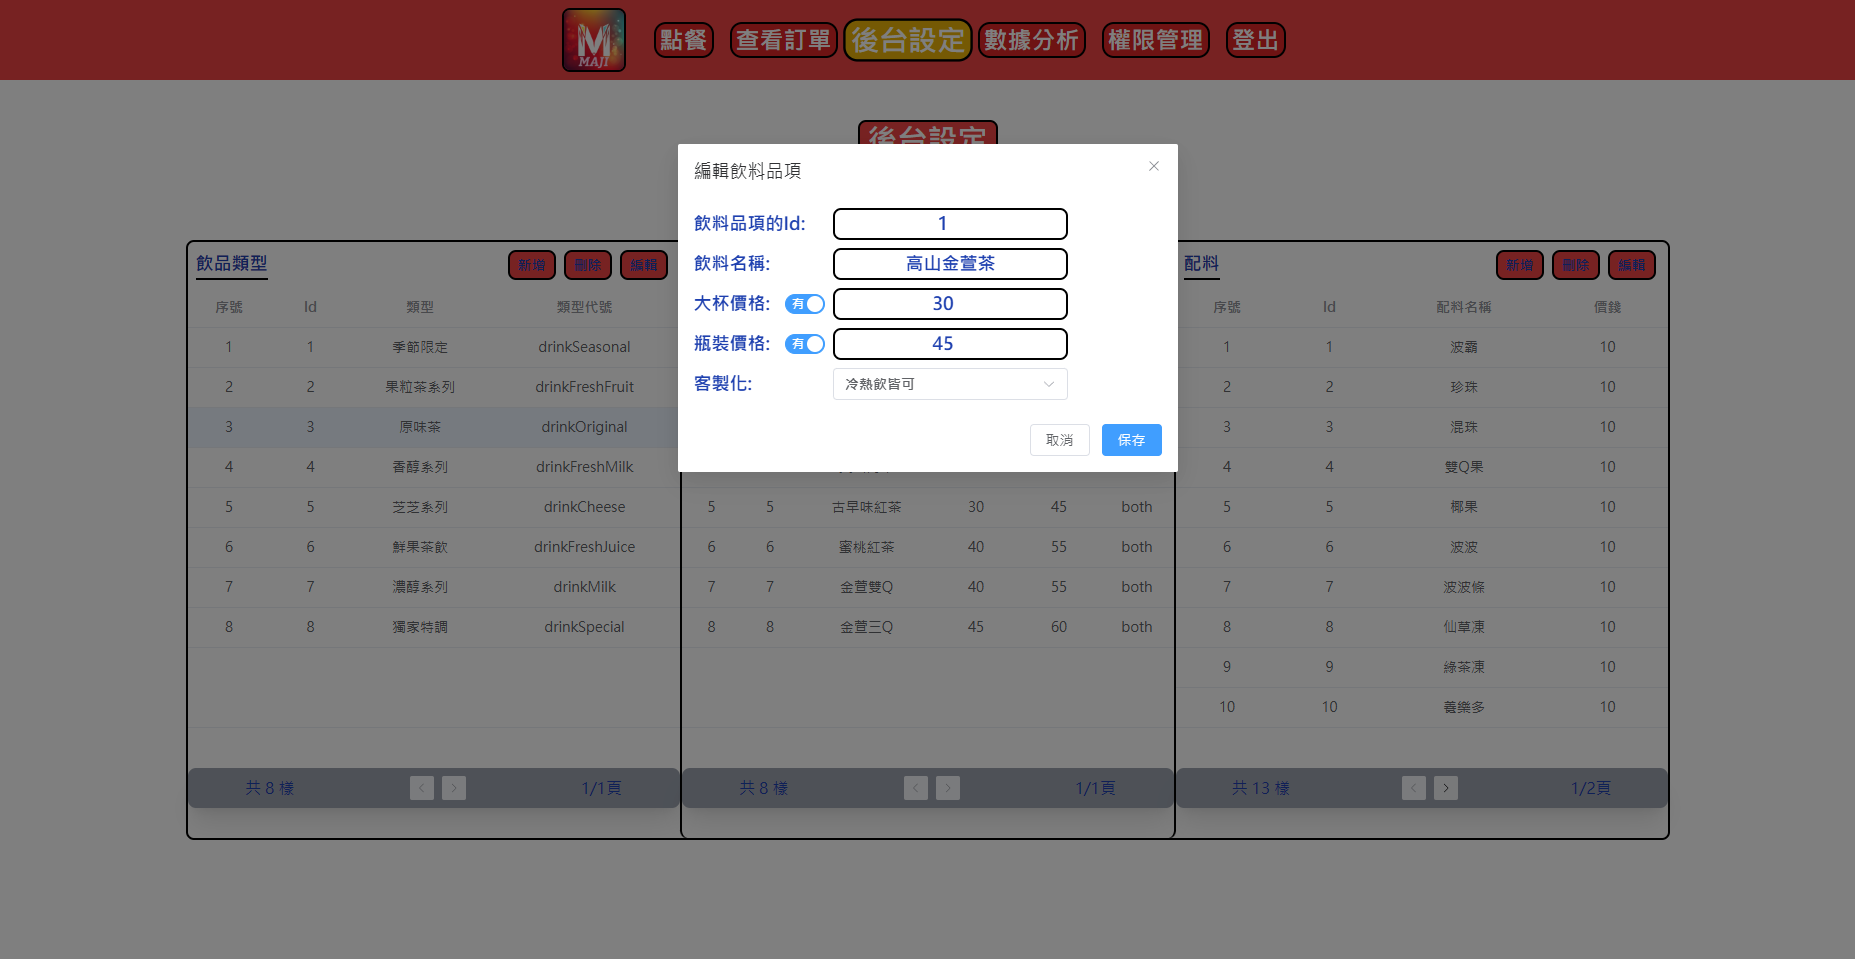 M
MAJI
點餐
查看訂單
後台設定
數據分析
權限管理
登出
後台設定
編輯飲料品項
飲料品項的Id: 1
飲料名稱: 高山金萱茶
大杯價格: 有 30
瓶裝價格: 有 45
客製化: 冷熱飲皆可
取消 保存
飲品類型 新增 刪除 編輯
序號 Id 類型 類型代號
1 1 季節限定 drinkSeasonal
2 2 果粒茶系列 drinkFreshFruit
3 3 原味茶 drinkOriginal
4 4 香醇系列 drinkFreshMilk
5 5 芝芝系列 drinkCheese
6 6 鮮果茶飲 drinkFreshJuice
7 7 濃醇系列 drinkMilk
8 8 獨家特調 drinkSpecial
共 8 樣 1/1頁
5 5 古早味紅茶 30 45 both
6 6 蜜桃紅茶 40 55 both
7 7 金萱雙Q 40 55 both
8 8 金萱三Q 45 60 both
共 8 樣 1/1頁
配料 新增 刪除 編輯
序號 Id 配料名稱 價錢
1 1 波霸 10
2 2 珍珠 10
3 3 混珠 10
4 4 雙Q果 10
5 5 椰果 10
6 6 波波 10
7 7 波波條 10
8 8 仙草凍 10
9 9 綠茶凍 10
10 10 養樂多 10
共 13 樣 1/2頁